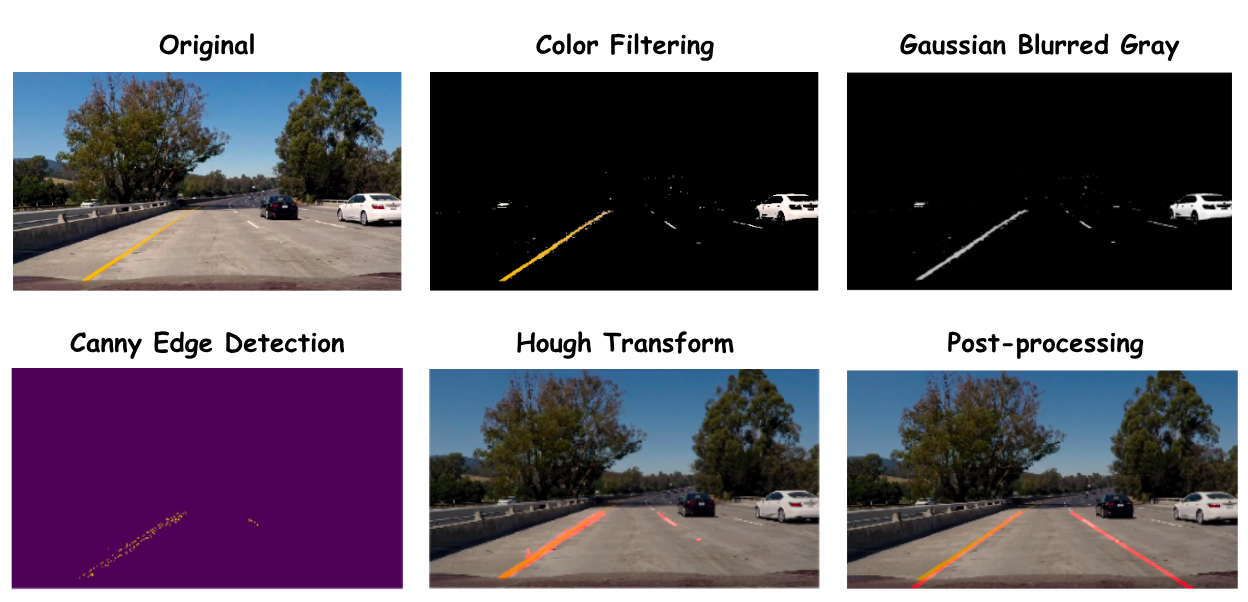 Original
Color Filtering
Gaussian Blurred Gray
Canny Edge Detection
Hough Transform
Post-processing